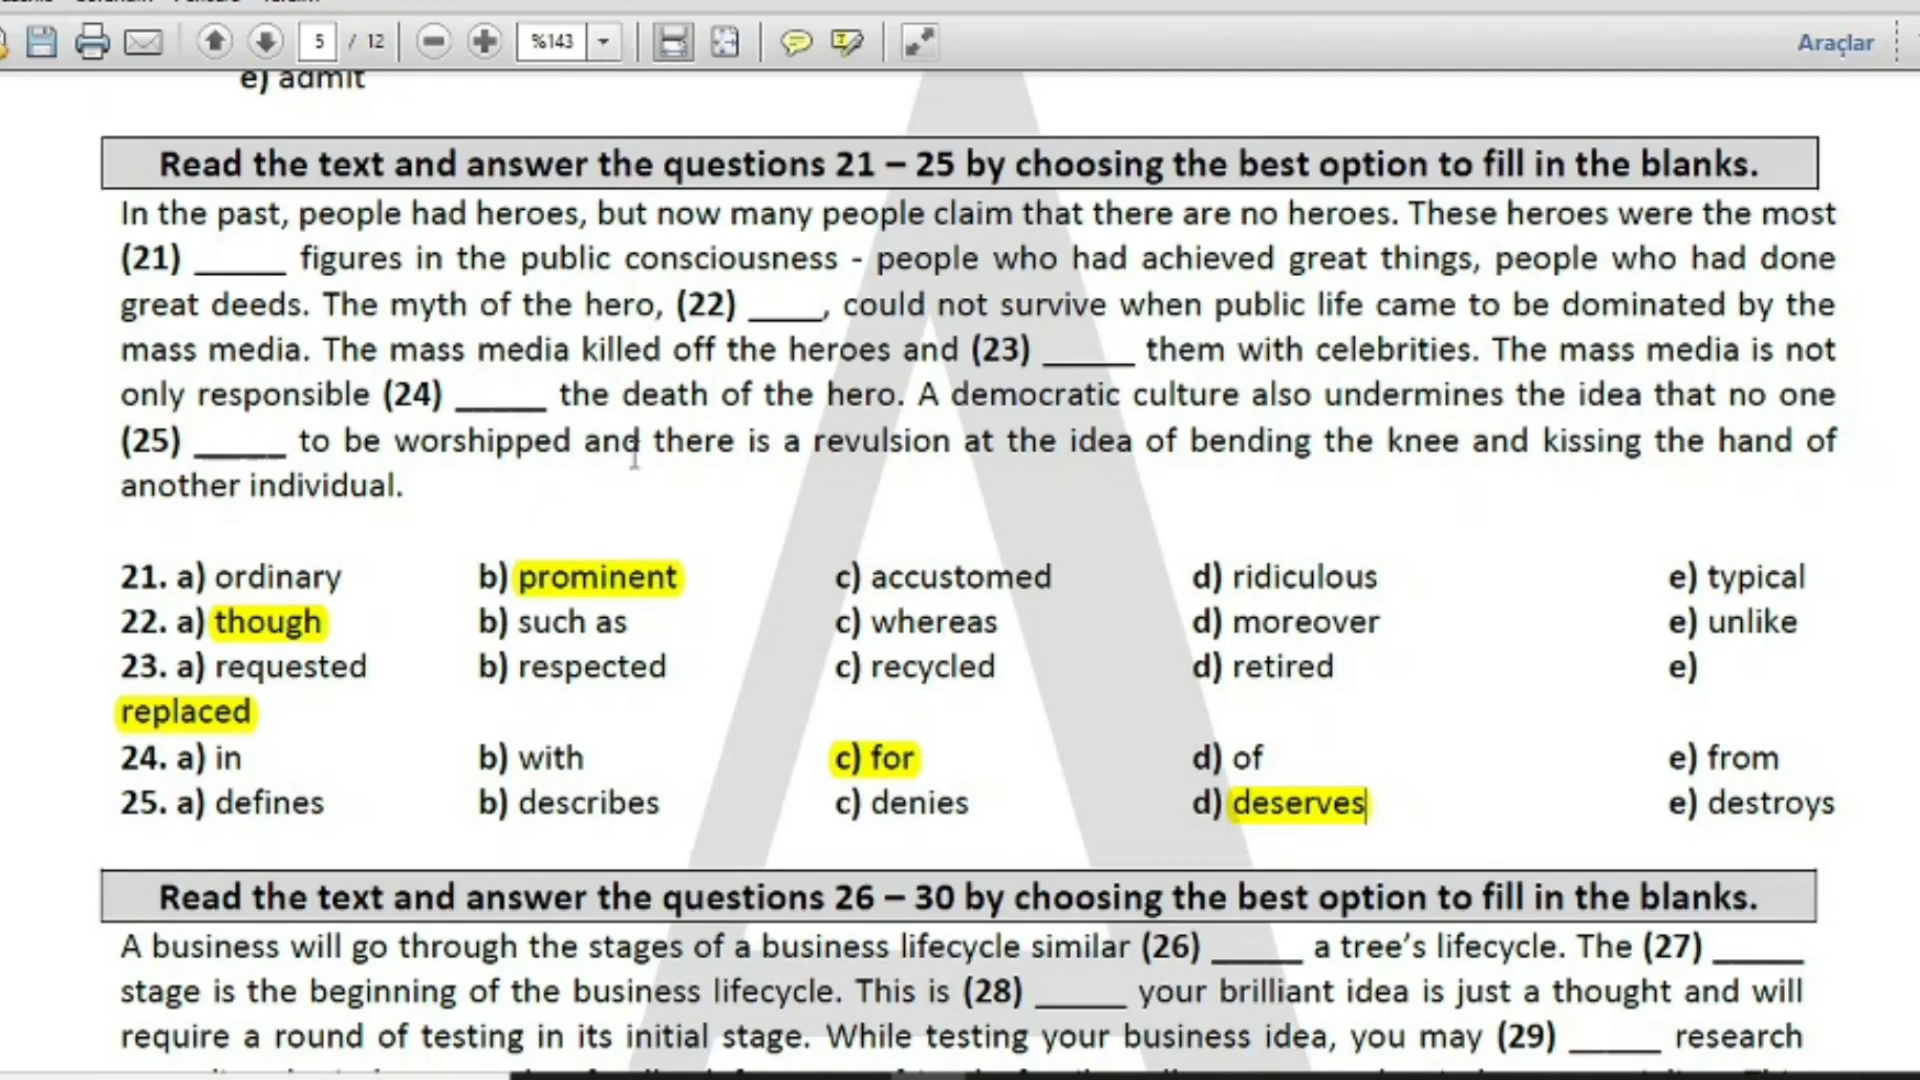 5 / 12 %143 Araçlar
e) admit
Read the text and answer the questions 21 – 25 by choosing the best option to fill in the blanks.
In the past, people had heroes, but now many people claim that there are no heroes. These heroes were the most
(21) _____ figures in the public consciousness - people who had achieved great things, people who had done
great deeds. The myth of the hero, (22) ____, could not survive when public life came to be dominated by the
mass media. The mass media killed off the heroes and (23) _____ them with celebrities. The mass media is not
only responsible (24) _____ the death of the hero. A democratic culture also undermines the idea that no one
(25) _____ to be worshipped and there is a revulsion at the idea of bending the knee and kissing the hand of
another individual.
21. a) ordinary b) prominent c) accustomed d) ridiculous e) typical
22. a) though b) such as c) whereas d) moreover e) unlike
23. a) requested b) respected c) recycled d) retired e)
replaced
24. a) in b) with c) for d) of e) from
25. a) defines b) describes c) denies d) deserves e) destroys
Read the text and answer the questions 26 – 30 by choosing the best option to fill in the blanks.
A business will go through the stages of a business lifecycle similar (26) _____ a tree’s lifecycle. The (27) _____
stage is the beginning of the business lifecycle. This is (28) _____ your brilliant idea is just a thought and will
require a round of testing in its initial stage. While testing your business idea, you may (29) _____ research